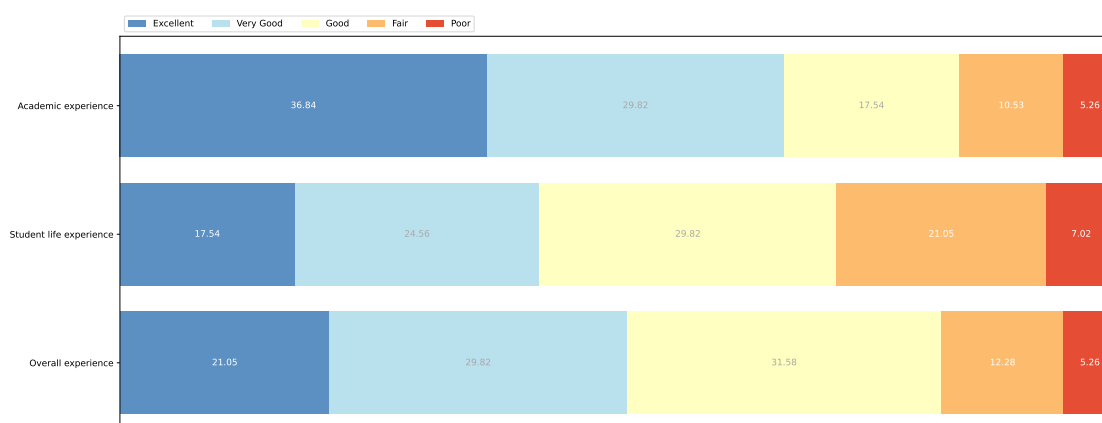 Excellent Very Good Good Fair Poor
Academic experience 36.84 29.82 17.54 10.53 5.26
Student life experience 17.54 24.56 29.82 21.05 7.02
Overall experience 21.05 29.82 31.58 12.28 5.26